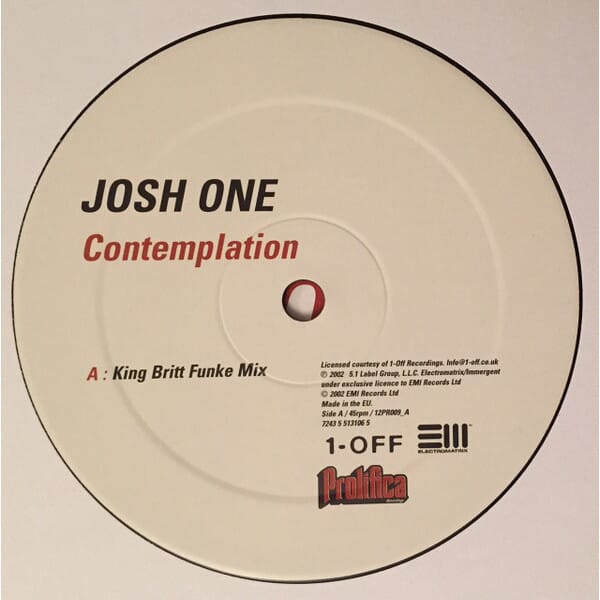 JOSH ONE
Contemplation
A : King Britt Funke Mix
Licensed courtesy of 1-Off Recordings. Info@1-off.co.uk
℗ 2002 5.1 Label Group, L.L.C. Electromatrix/Immergent
under exclusive licence to EMI Records Ltd
© 2002 EMI Records Ltd
Made in the EU.
Side A / 45rpm / 12PR009_A
7243 5 513106 5
1-OFF
ELECTROMATRIX
Prolifica